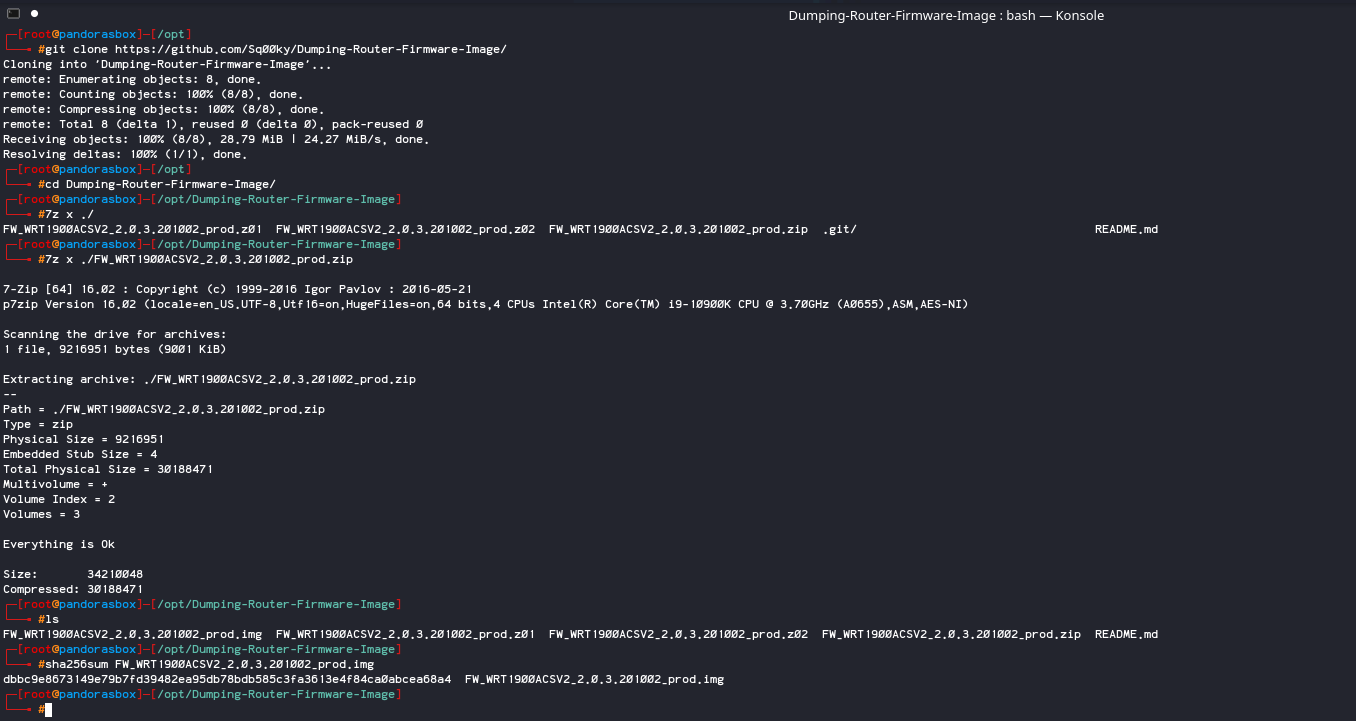 Dumping-Router-Firmware-Image : bash — Konsole
┌─[root@pandorasbox]─[/opt]
└──╼ #git clone https://github.com/Sq00ky/Dumping-Router-Firmware-Image/
Cloning into 'Dumping-Router-Firmware-Image'...
remote: Enumerating objects: 8, done.
remote: Counting objects: 100% (8/8), done.
remote: Compressing objects: 100% (8/8), done.
remote: Total 8 (delta 1), reused 0 (delta 0), pack-reused 0
Receiving objects: 100% (8/8), 28.79 MiB | 24.27 MiB/s, done.
Resolving deltas: 100% (1/1), done.
┌─[root@pandorasbox]─[/opt]
└──╼ #cd Dumping-Router-Firmware-Image/
┌─[root@pandorasbox]─[/opt/Dumping-Router-Firmware-Image]
└──╼ #7z x ./
FW_WRT1900ACSV2_2.0.3.201002_prod.z01  FW_WRT1900ACSV2_2.0.3.201002_prod.z02  FW_WRT1900ACSV2_2.0.3.201002_prod.zip  .git/  README.md
┌─[root@pandorasbox]─[/opt/Dumping-Router-Firmware-Image]
└──╼ #7z x ./FW_WRT1900ACSV2_2.0.3.201002_prod.zip
7-Zip [64] 16.02 : Copyright (c) 1999-2016 Igor Pavlov : 2016-05-21
p7zip Version 16.02 (locale=en_US.UTF-8,Utf16=on,HugeFiles=on,64 bits,4 CPUs Intel(R) Core(TM) i9-10900K CPU @ 3.70GHz (A0655),ASM,AES-NI)
Scanning the drive for archives:
1 file, 9216951 bytes (9001 KiB)
Extracting archive: ./FW_WRT1900ACSV2_2.0.3.201002_prod.zip
--
Path = ./FW_WRT1900ACSV2_2.0.3.201002_prod.zip
Type = zip
Physical Size = 9216951
Embedded Stub Size = 4
Total Physical Size = 30188471
Multivolume = +
Volume Index = 2
Volumes = 3
Everything is Ok
Size:       34210048
Compressed: 30188471
┌─[root@pandorasbox]─[/opt/Dumping-Router-Firmware-Image]
└──╼ #ls
FW_WRT1900ACSV2_2.0.3.201002_prod.img  FW_WRT1900ACSV2_2.0.3.201002_prod.z01  FW_WRT1900ACSV2_2.0.3.201002_prod.z02  FW_WRT1900ACSV2_2.0.3.201002_prod.zip  README.md
┌─[root@pandorasbox]─[/opt/Dumping-Router-Firmware-Image]
└──╼ #sha256sum FW_WRT1900ACSV2_2.0.3.201002_prod.img
dbbc9e8673149e79b7fd39482ea95db78bdb585c3fa3613e4f84ca0abcea68a4  FW_WRT1900ACSV2_2.0.3.201002_prod.img
┌─[root@pandorasbox]─[/opt/Dumping-Router-Firmware-Image]
└──╼ #